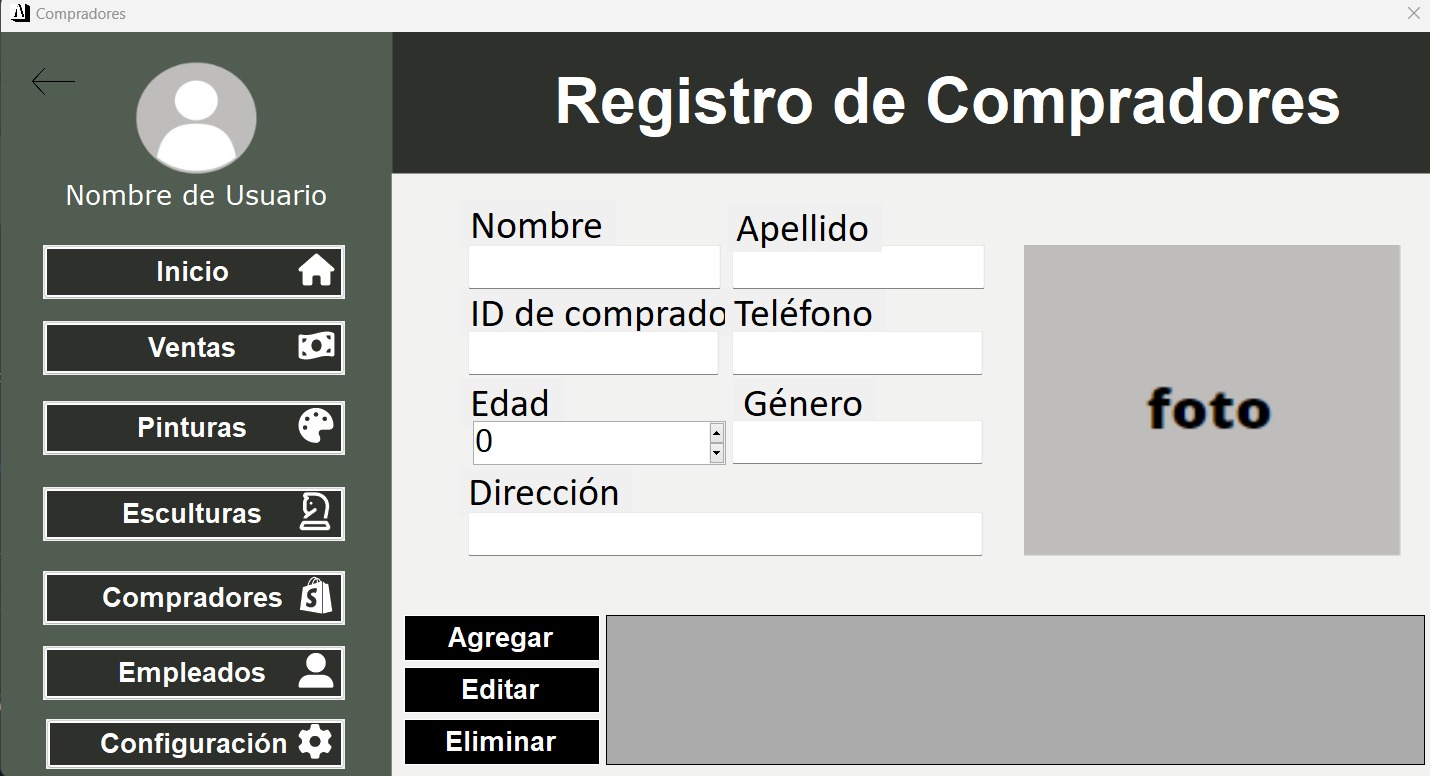 Compradores
Nombre de Usuario
Inicio
Ventas
Pinturas
Esculturas
Compradores
Empleados
Configuración
Registro de Compradores
Nombre
Apellido
ID de comprado
Teléfono
Edad
Género
0
Dirección
foto
Agregar
Editar
Eliminar